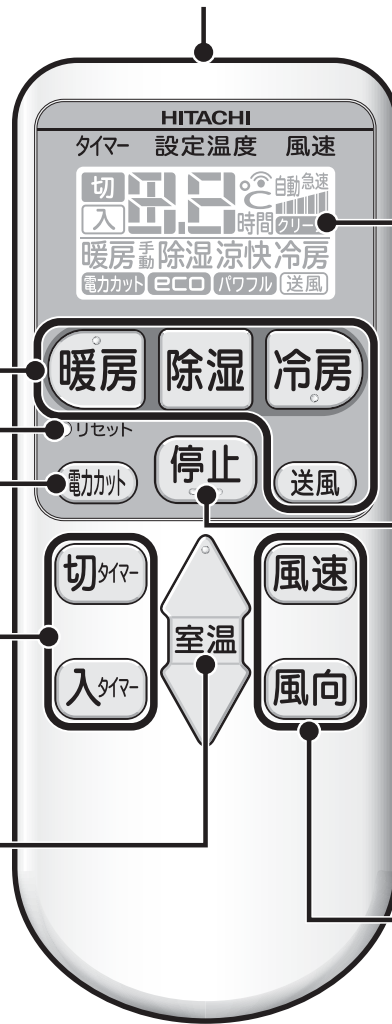 HITACHI
タイマー 設定温度 風速
切 8.8 ℃ 自動 急速
入 時間 クリーン
暖房 手動 除湿 涼快 冷房
電力カット eco パワフル 送風
暖房 除湿 冷房
リセット
電力カット 停止 送風
切タイマー 風速
室温
入タイマー 風向